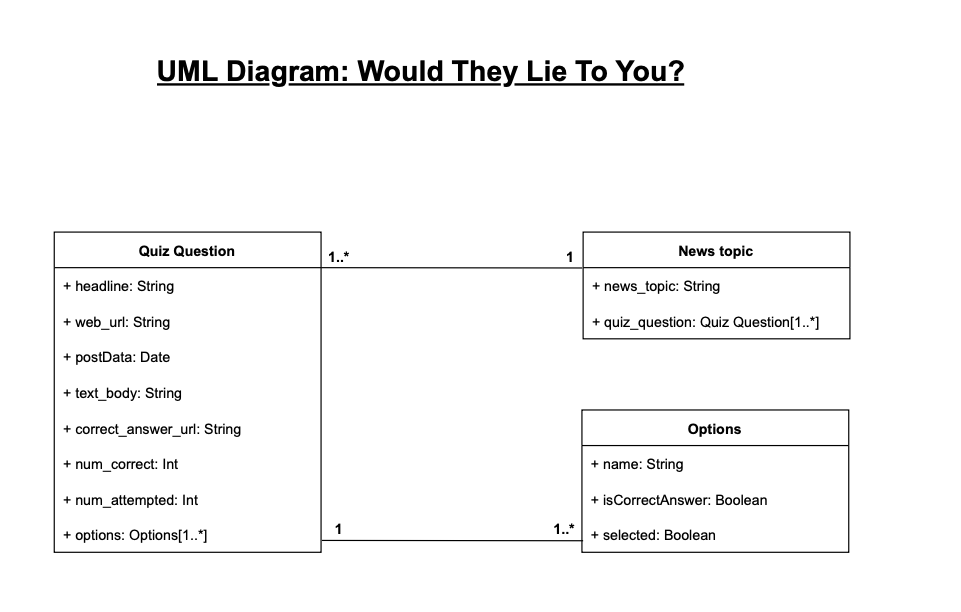 UML Diagram: Would They Lie To You?
Quiz Question
+ headline: String
+ web_url: String
+ postData: Date
+ text_body: String
+ correct_answer_url: String
+ num_correct: Int
+ num_attempted: Int
+ options: Options[1..*]
1..*
1
News topic
+ news_topic: String
+ quiz_question: Quiz Question[1..*]
1
1..*
Options
+ name: String
+ isCorrectAnswer: Boolean
+ selected: Boolean